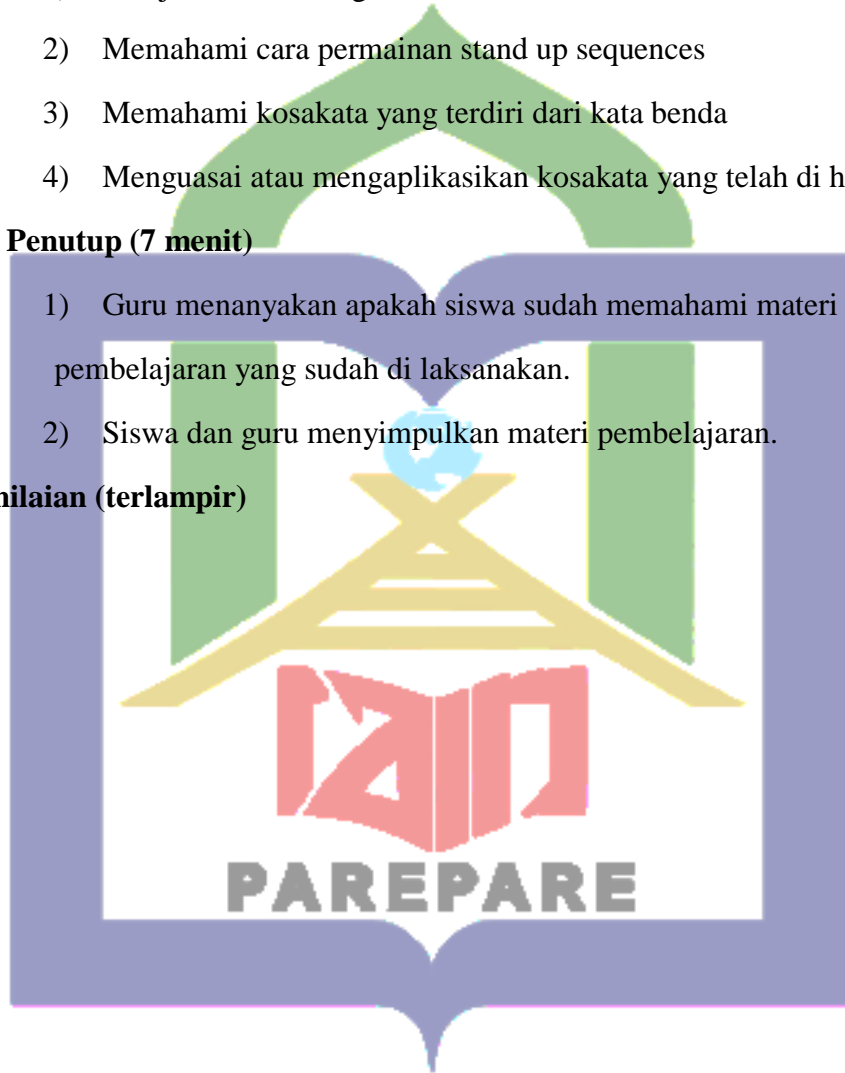 2) Memahami cara permainan stand up sequences
3) Memahami kosakata yang terdiri dari kata benda
4) Menguasai atau mengaplikasikan kosakata yang telah di h
Penutup (7 menit)
1) Guru menanyakan apakah siswa sudah memahami materi
pembelajaran yang sudah di laksanakan.
2) Siswa dan guru menyimpulkan materi pembelajaran.
nilaian (terlampir)
iain
PAREPARE